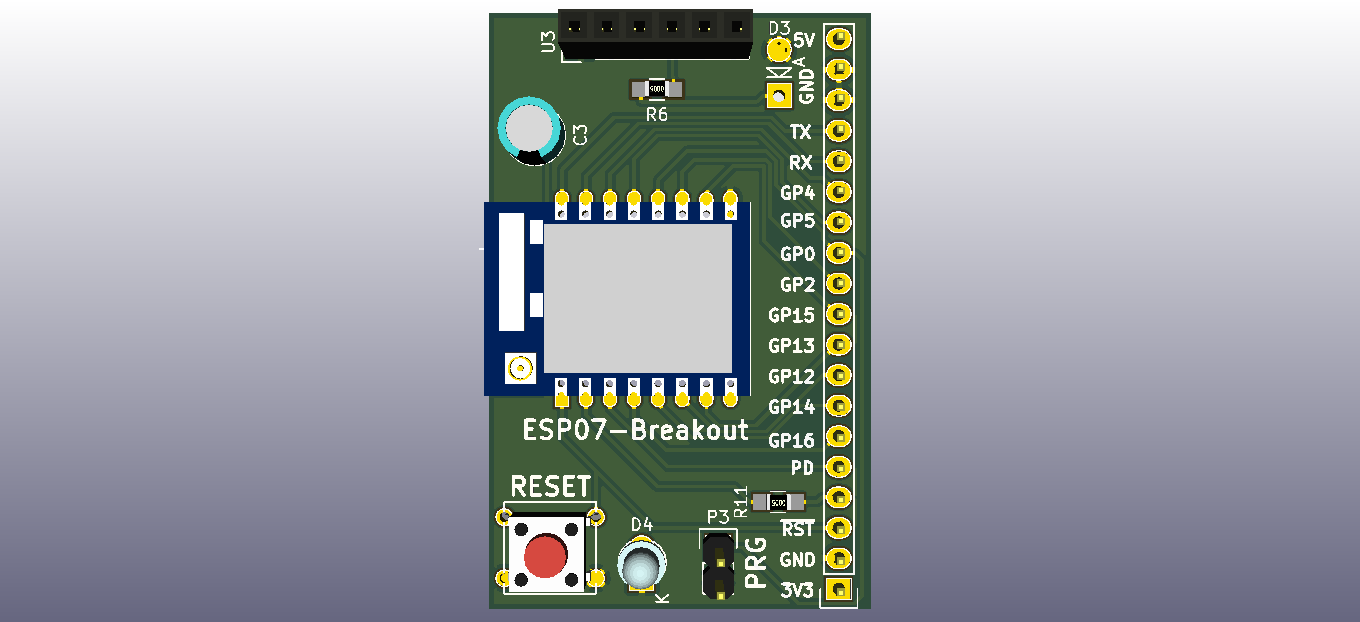 D3
U3
5V
A
GND
R6
C3
TX
RX
GP4
GP5
GP0
GP2
GP15
GP13
GP12
GP14
ESP07-Breakout
GP16
PD
RESET
R11
P3
D4
RST
PRG
GND
3V3
K